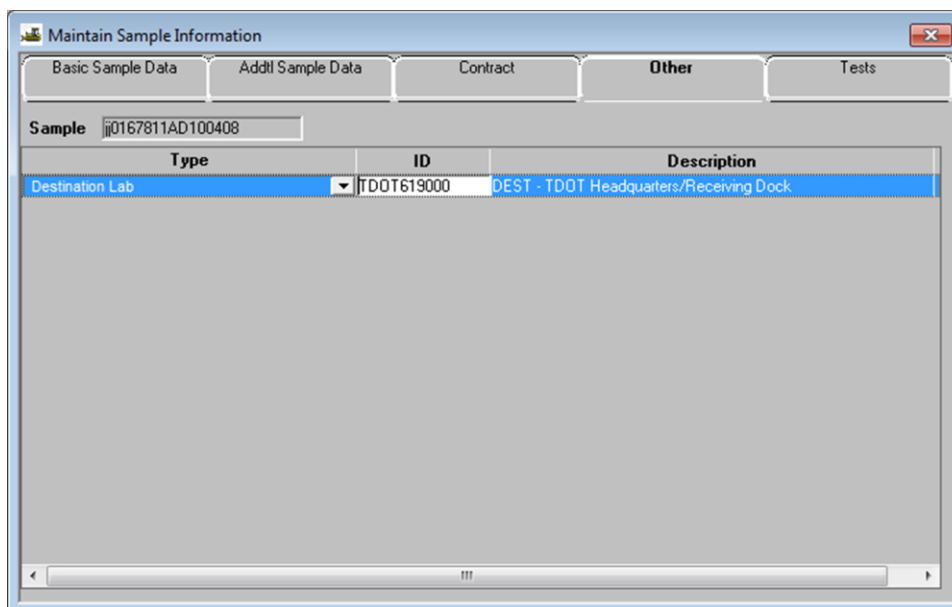 Maintain Sample Information
Basic Sample Data Addtl Sample Data Contract Other Tests
Sample jj0167811AD100408
Type ID Description
Destination Lab TDOT619000 DEST - TDOT Headquarters/Receiving Dock